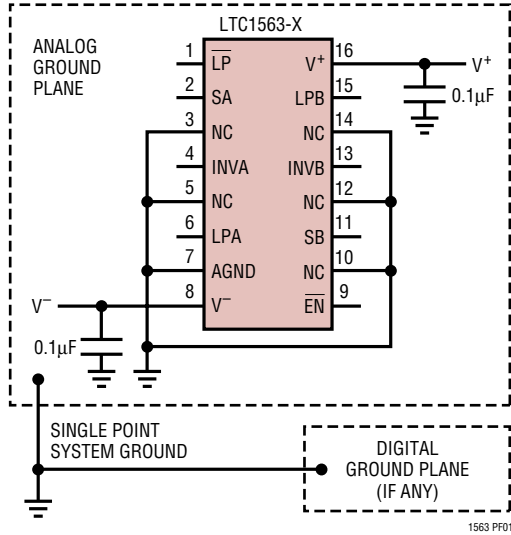 LTC1563-X
ANALOG
GROUND
PLANE
1 LP
2 SA
3 NC
4 INVA
5 NC
6 LPA
7 AGND
8 V–
16 V+
15 LPB
14 NC
13 INVB
12 NC
11 SB
10 NC
9 EN
V+
0.1µF
V–
0.1µF
SINGLE POINT
SYSTEM GROUND
DIGITAL
GROUND PLANE
(IF ANY)
1563 PF01